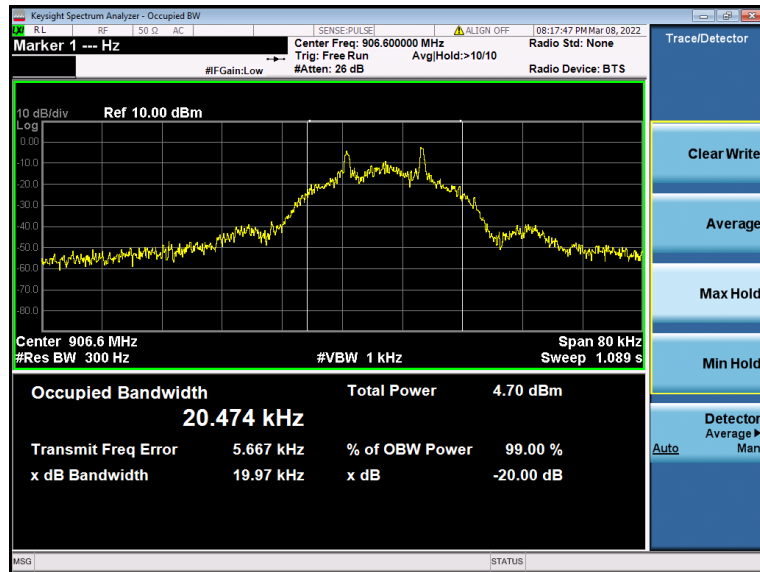 Keysight Spectrum Analyzer - Occupied BW
LXI RL RF 50 Ω AC SENSE:PULSE ALIGN OFF 08:17:47 PM Mar 08, 2022
Marker 1 --- Hz
Center Freq: 906.600000 MHz
Radio Std: None
Trig: Free Run Avg|Hold:>10/10
#IFGain:Low
#Atten: 26 dB
Radio Device: BTS
10 dB/div Ref 10.00 dBm
Log
0.00
-10.0
-20.0
-30.0
-40.0
-50.0
-60.0
-70.0
-80.0
Center 906.6 MHz
Span 80 kHz
#Res BW 300 Hz
#VBW 1 kHz
Sweep 1.089 s
Occupied Bandwidth
Total Power 4.70 dBm
20.474 kHz
Transmit Freq Error 5.667 kHz
% of OBW Power 99.00 %
x dB Bandwidth 19.97 kHz
x dB -20.00 dB
MSG
STATUS
Trace/Detector
Clear Write
Average
Max Hold
Min Hold
Detector
Average
Auto Man